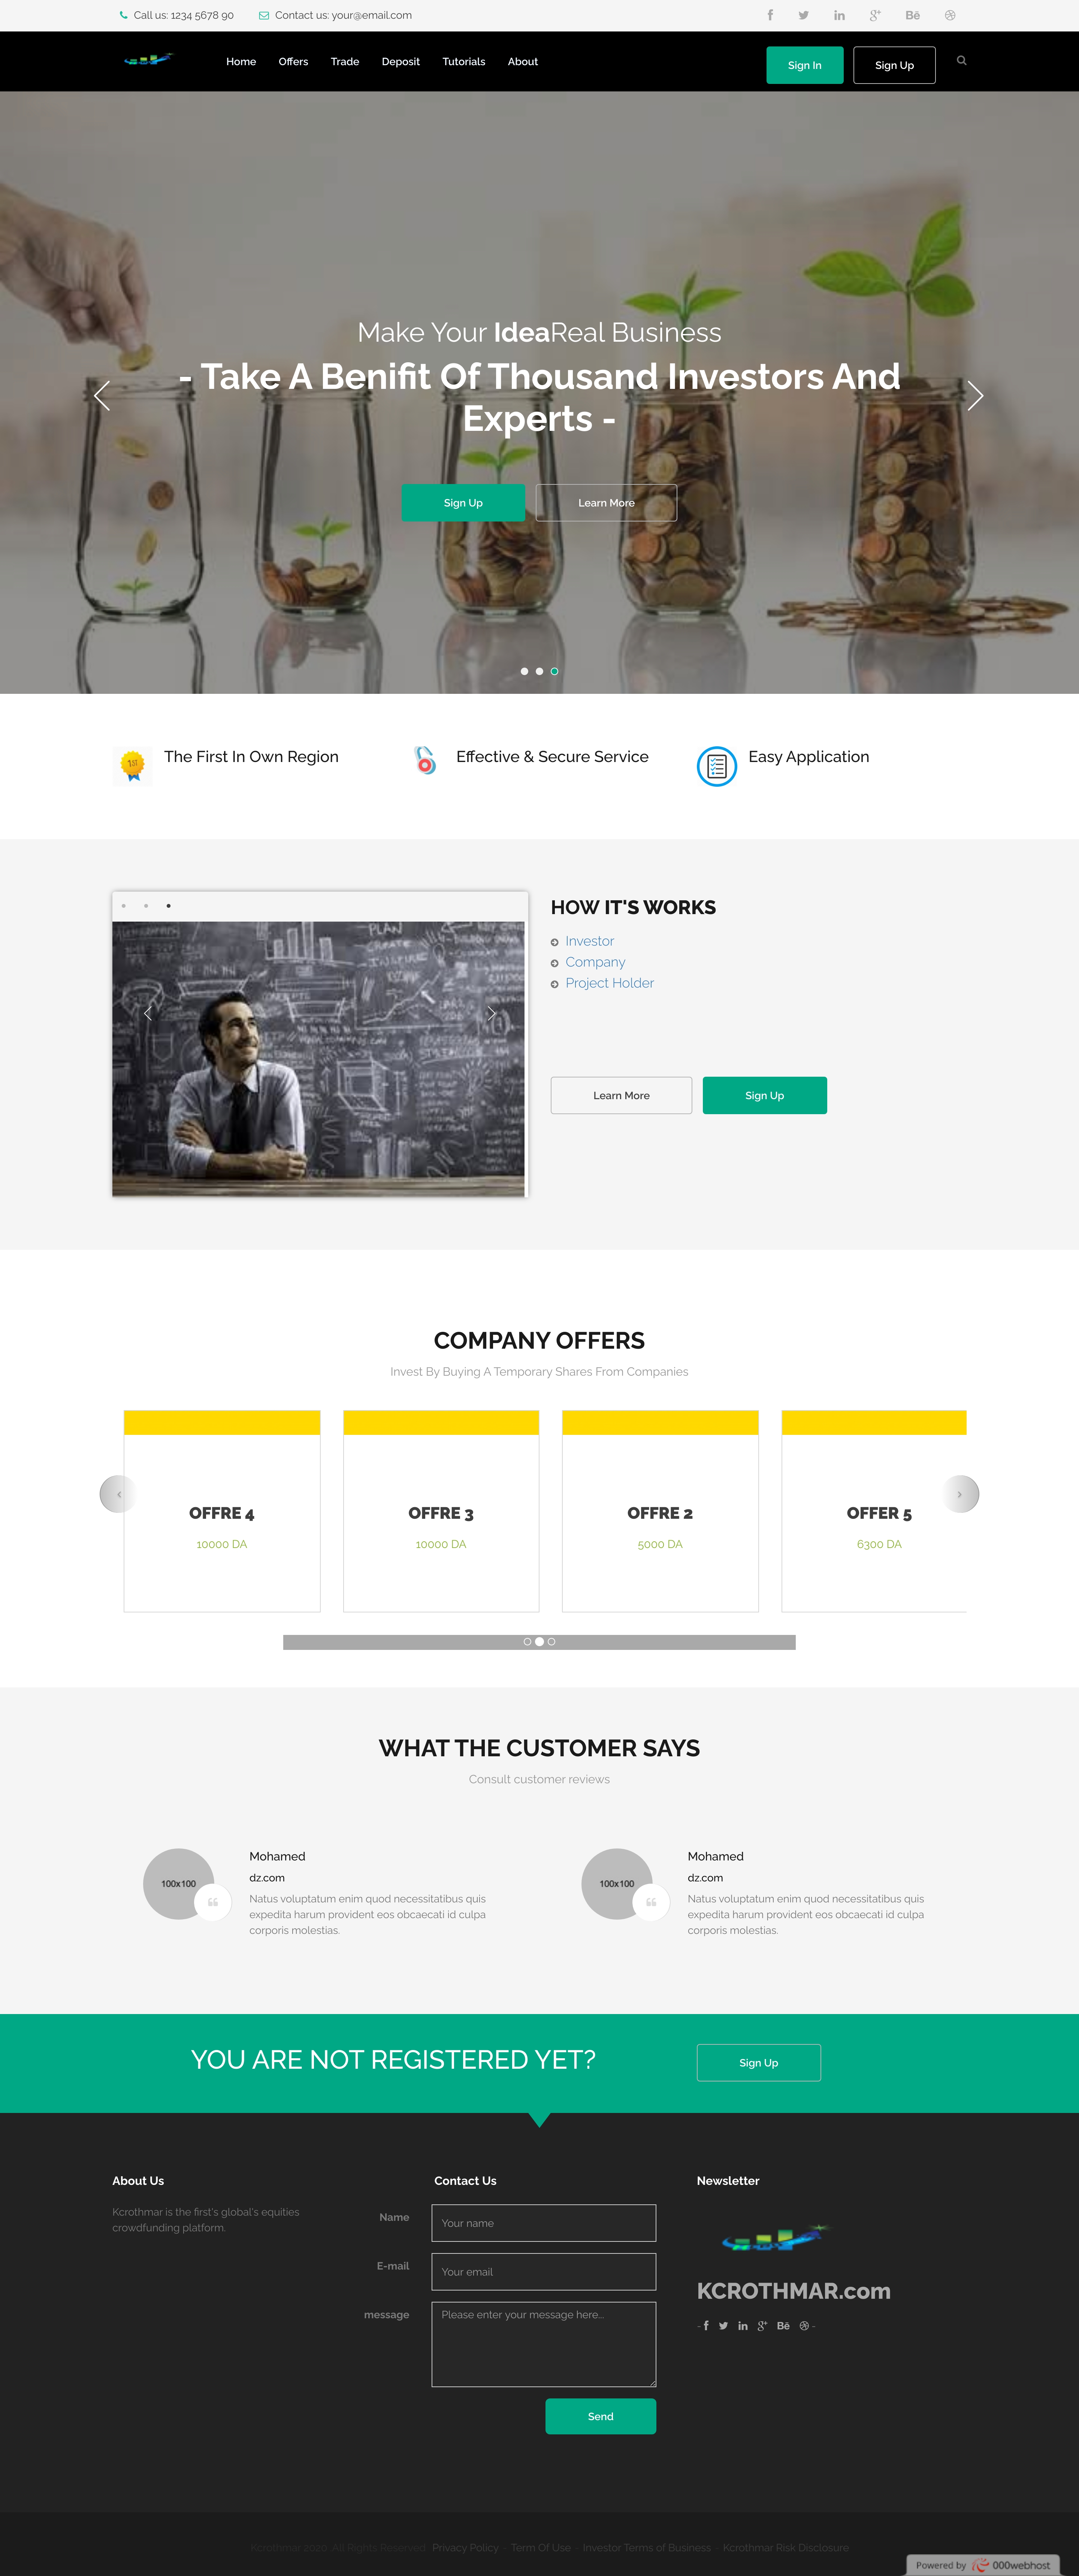 Call us: 1234 5678 90
Contact us: your@email.com
Home
Offers
Trade
Deposit
Tutorials
About
Sign In
Sign Up
Make Your IdeaReal Business
- Take A Benifit Of Thousand Investors And
Experts -
Sign Up
Learn More
1ST
The First In Own Region
Effective & Secure Service
Easy Application
PLAN
HOW IT'S WORKS
Investor
Company
Project Holder
Learn More
Sign Up
COMPANY OFFERS
Invest By Buying A Temporary Shares From Companies
OFFRE 4
10000 DA
OFFRE 3
10000 DA
OFFRE 2
5000 DA
OFFER 5
6300 DA
WHAT THE CUSTOMER SAYS
Consult customer reviews
100x100
Mohamed
dz.com
Natus voluptatum enim quod necessitatibus quis
expedita harum provident eos obcaecati id culpa
corporis molestias.
100x100
Mohamed
dz.com
Natus voluptatum enim quod necessitatibus quis
expedita harum provident eos obcaecati id culpa
corporis molestias.
YOU ARE NOT REGISTERED YET?
Sign Up
About Us
Kcrothmar is the first's global's equities
crowdfunding platform.
Contact Us
Name
Your name
E-mail
Your email
message
Please enter your message here...
Send
Newsletter
KCROTHMAR.com
Kcrothmar 2020 .All Rights Reserved. Privacy Policy - Term Of Use - Investor Terms of Business - Kcrothmar Risk Disclosure
Powered by 000webhost